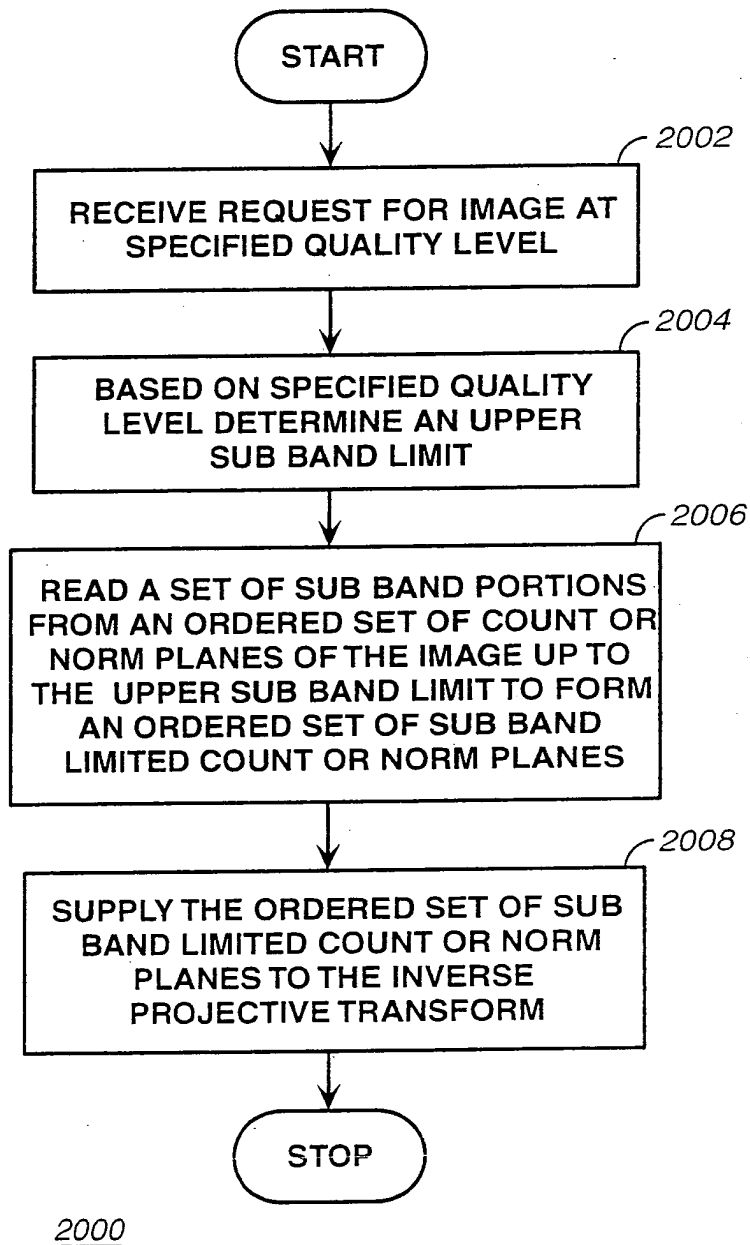 START
2002
RECEIVE REQUEST FOR IMAGE AT
SPECIFIED QUALITY LEVEL
2004
BASED ON SPECIFIED QUALITY
LEVEL DETERMINE AN UPPER
SUB BAND LIMIT
2006
READ A SET OF SUB BAND PORTIONS
FROM AN ORDERED SET OF COUNT OR
NORM PLANES OF THE IMAGE UP TO
THE UPPER SUB BAND LIMIT TO FORM
AN ORDERED SET OF SUB BAND
LIMITED COUNT OR NORM PLANES
2008
SUPPLY THE ORDERED SET OF SUB
BAND LIMITED COUNT OR NORM
PLANES TO THE INVERSE
PROJECTIVE TRANSFORM
STOP
2000